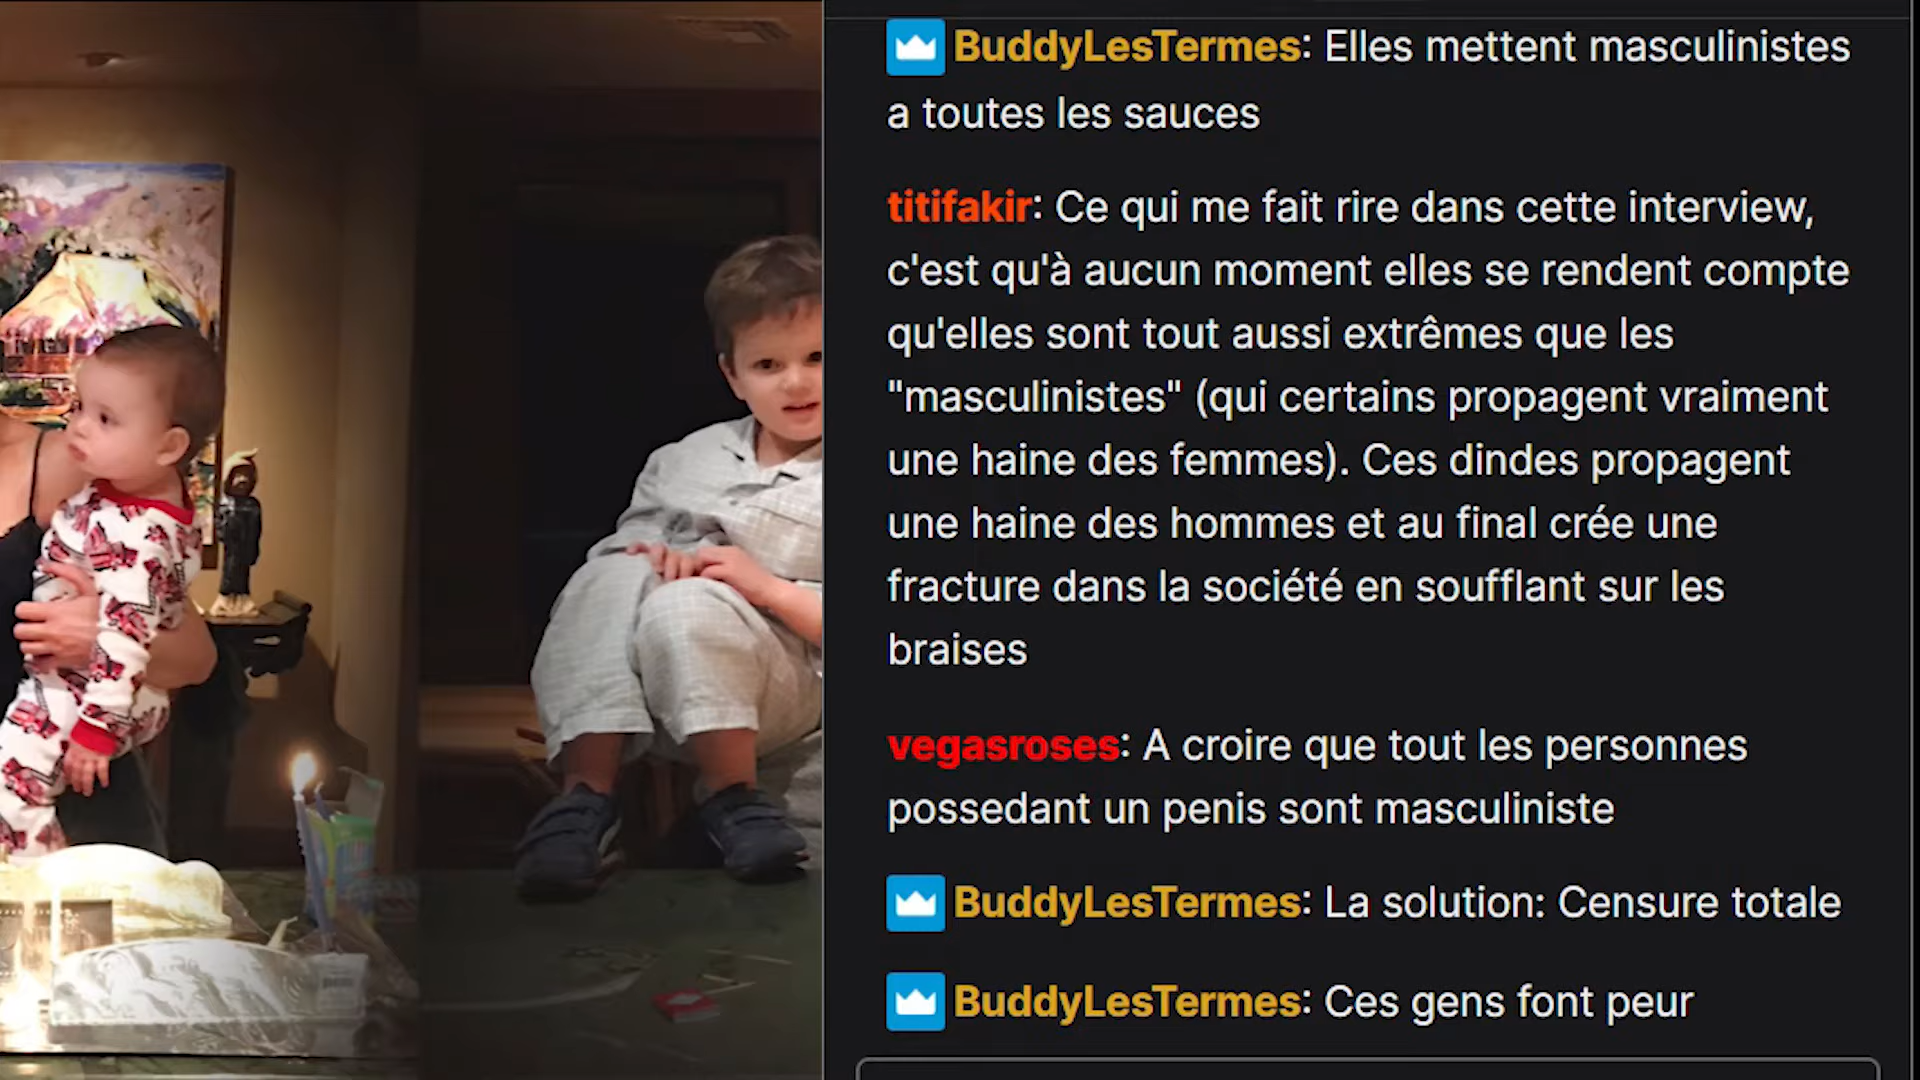 BuddyLesTermes: Elles mettent masculinistes
a toutes les sauces
titifakir: Ce qui me fait rire dans cette interview,
c'est qu'à aucun moment elles se rendent compte
qu'elles sont tout aussi extrêmes que les
"masculinistes" (qui certains propagent vraiment
une haine des femmes). Ces dindes propagent
une haine des hommes et au final crée une
fracture dans la société en soufflant sur les
braises
vegasroses: A croire que tout les personnes
possedant un penis sont masculiniste
BuddyLesTermes: La solution: Censure totale
BuddyLesTermes: Ces gens font peur